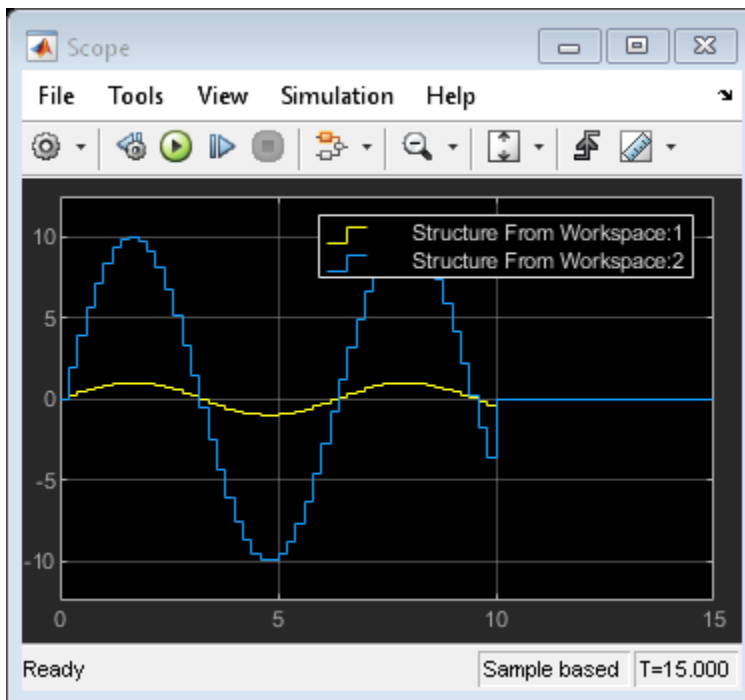 Scope
File Tools View Simulation Help
Structure From Workspace:1
Structure From Workspace:2
10
5
0
-5
-10
0 5 10 15
Ready Sample based T=15.000